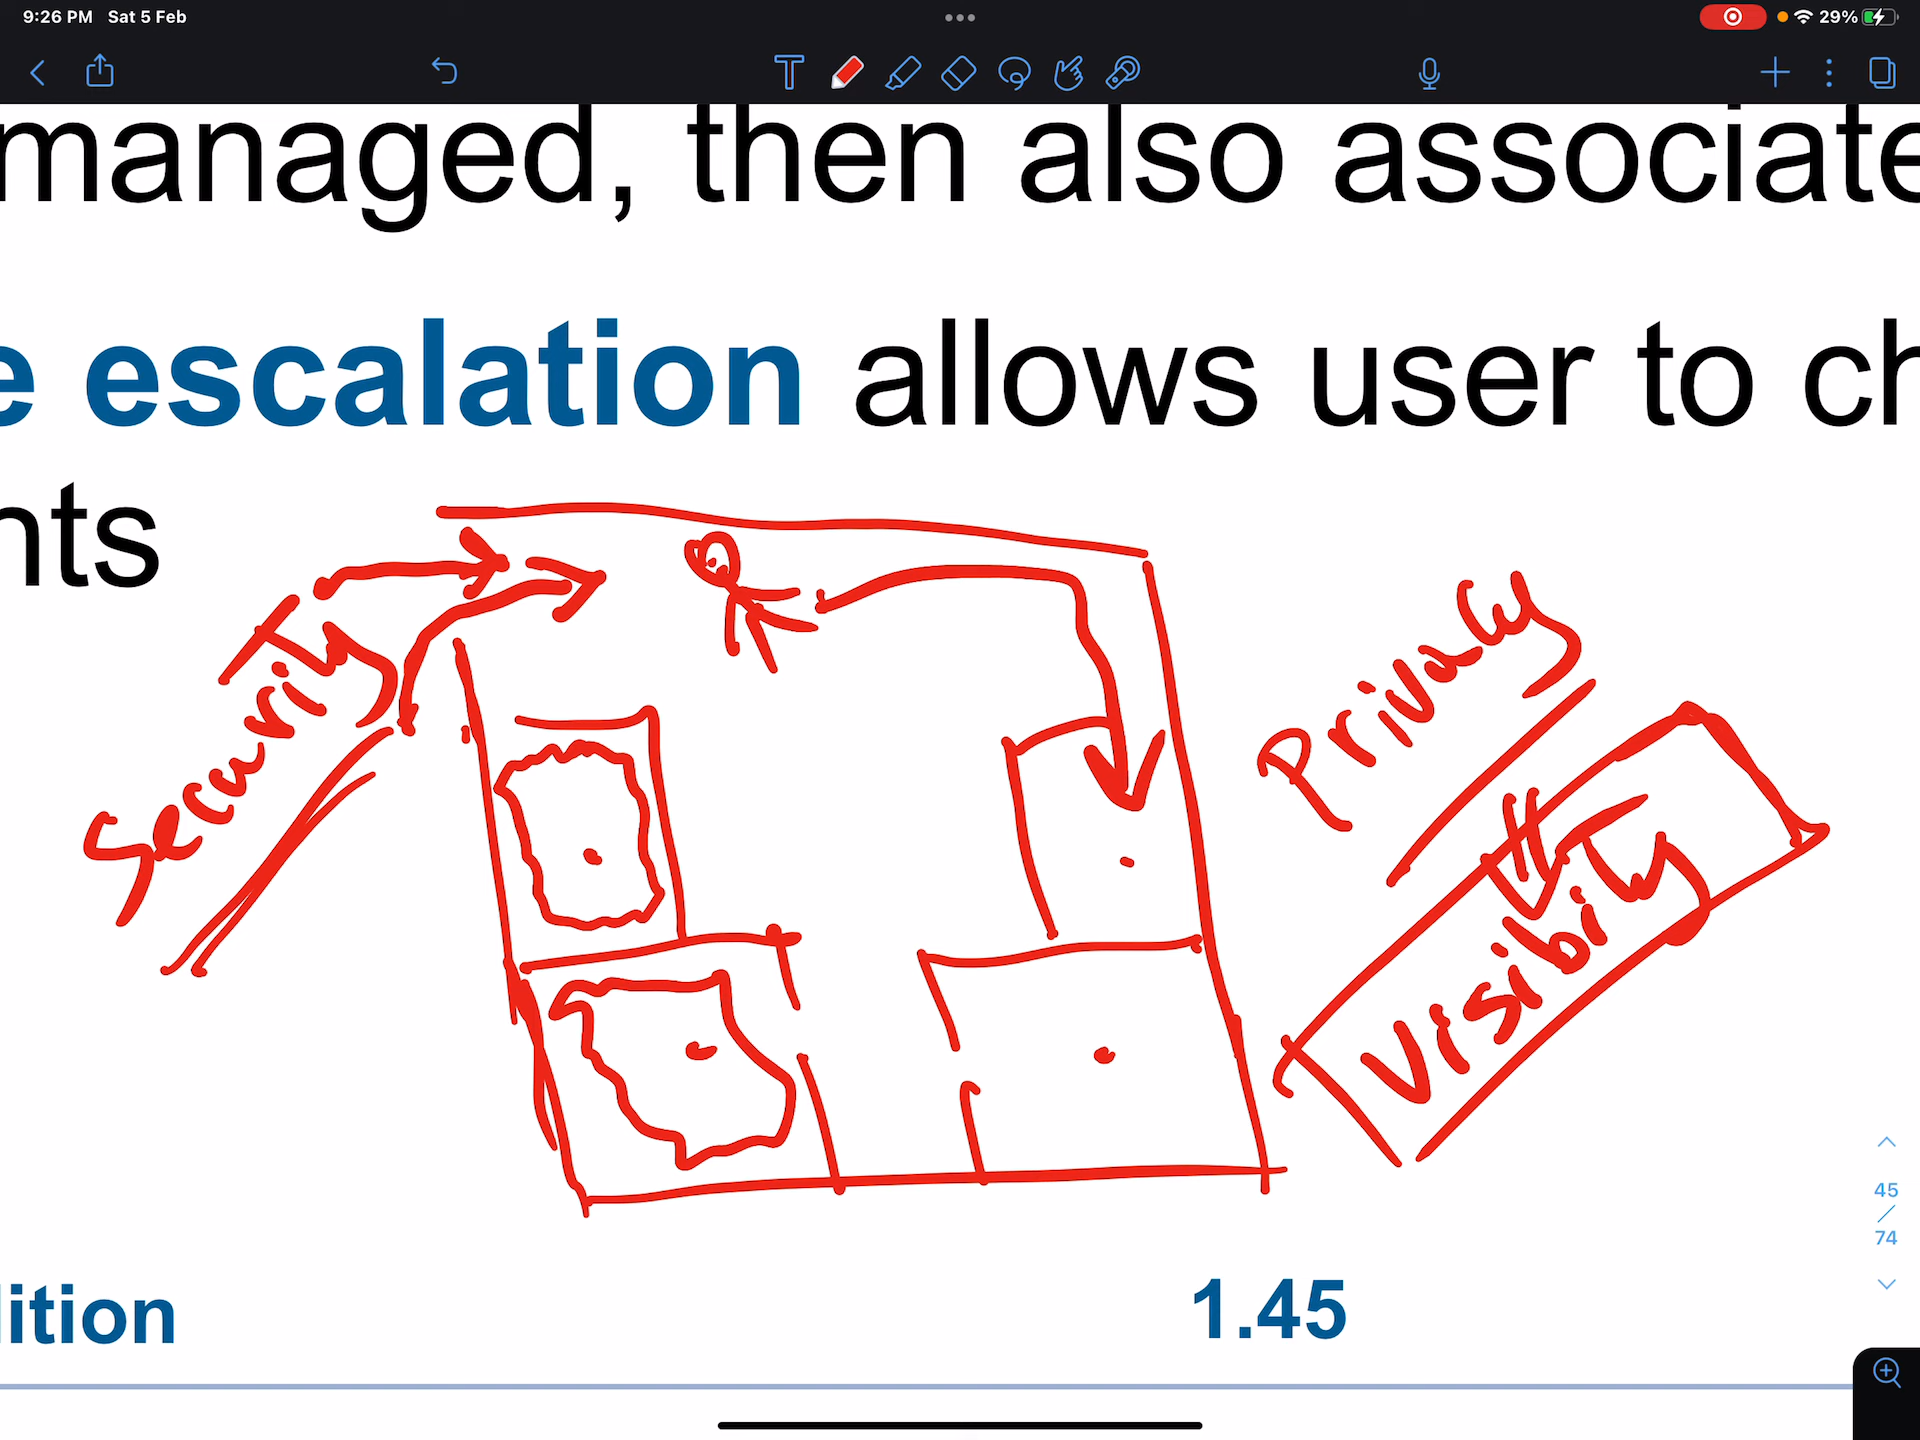 9:26 PM Sat 5 Feb
29%
managed, then also associate
e escalation allows user to ch
nts
Security
Privacy
Visibility
45
/
74
ition
1.45